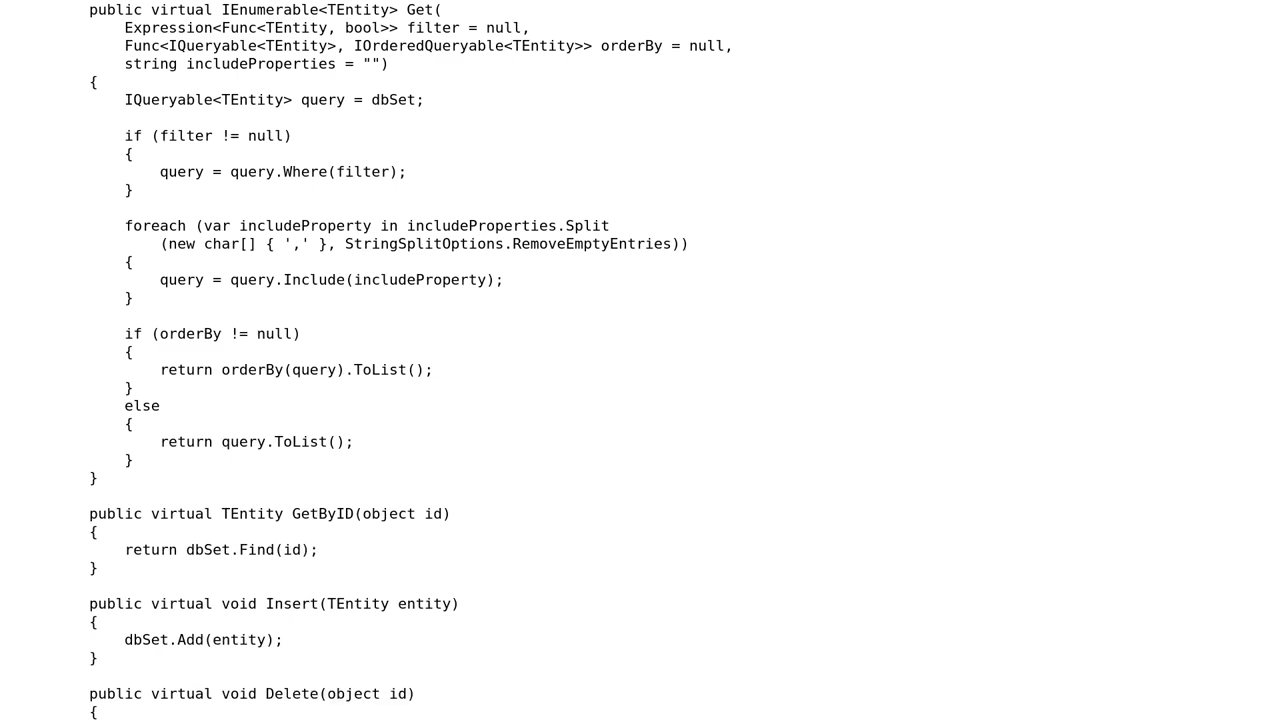 public virtual IEnumerable<TEntity> Get(
    Expression<Func<TEntity, bool>> filter = null,
    Func<IQueryable<TEntity>, IOrderedQueryable<TEntity>> orderBy = null,
    string includeProperties = "")
{
    IQueryable<TEntity> query = dbSet;

    if (filter != null)
    {
        query = query.Where(filter);
    }

    foreach (var includeProperty in includeProperties.Split
        (new char[] { ',' }, StringSplitOptions.RemoveEmptyEntries))
    {
        query = query.Include(includeProperty);
    }

    if (orderBy != null)
    {
        return orderBy(query).ToList();
    }
    else
    {
        return query.ToList();
    }
}

public virtual TEntity GetByID(object id)
{
    return dbSet.Find(id);
}

public virtual void Insert(TEntity entity)
{
    dbSet.Add(entity);
}

public virtual void Delete(object id)
{